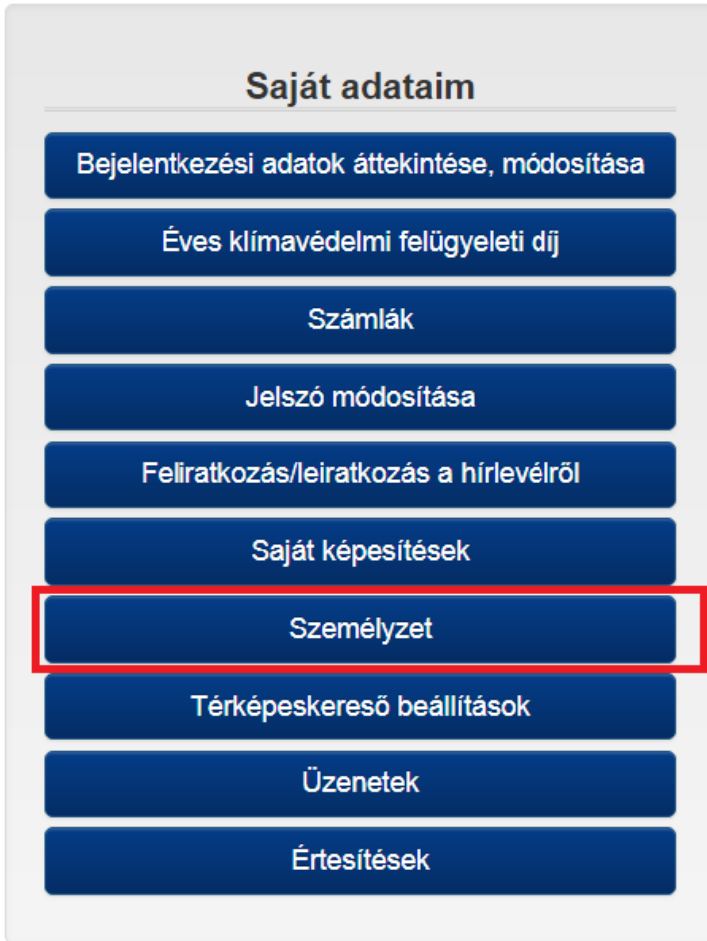 Saját adataim
Bejelentkezési adatok áttekintése, módosítása
Éves klímavédelmi felügyeleti díj
Számlák
Jelszó módosítása
Feliratkozás/leiratkozás a hírlevélről
Saját képesítések
Személyzet
Térképeskereső beállítások
Üzenetek
Értesítések